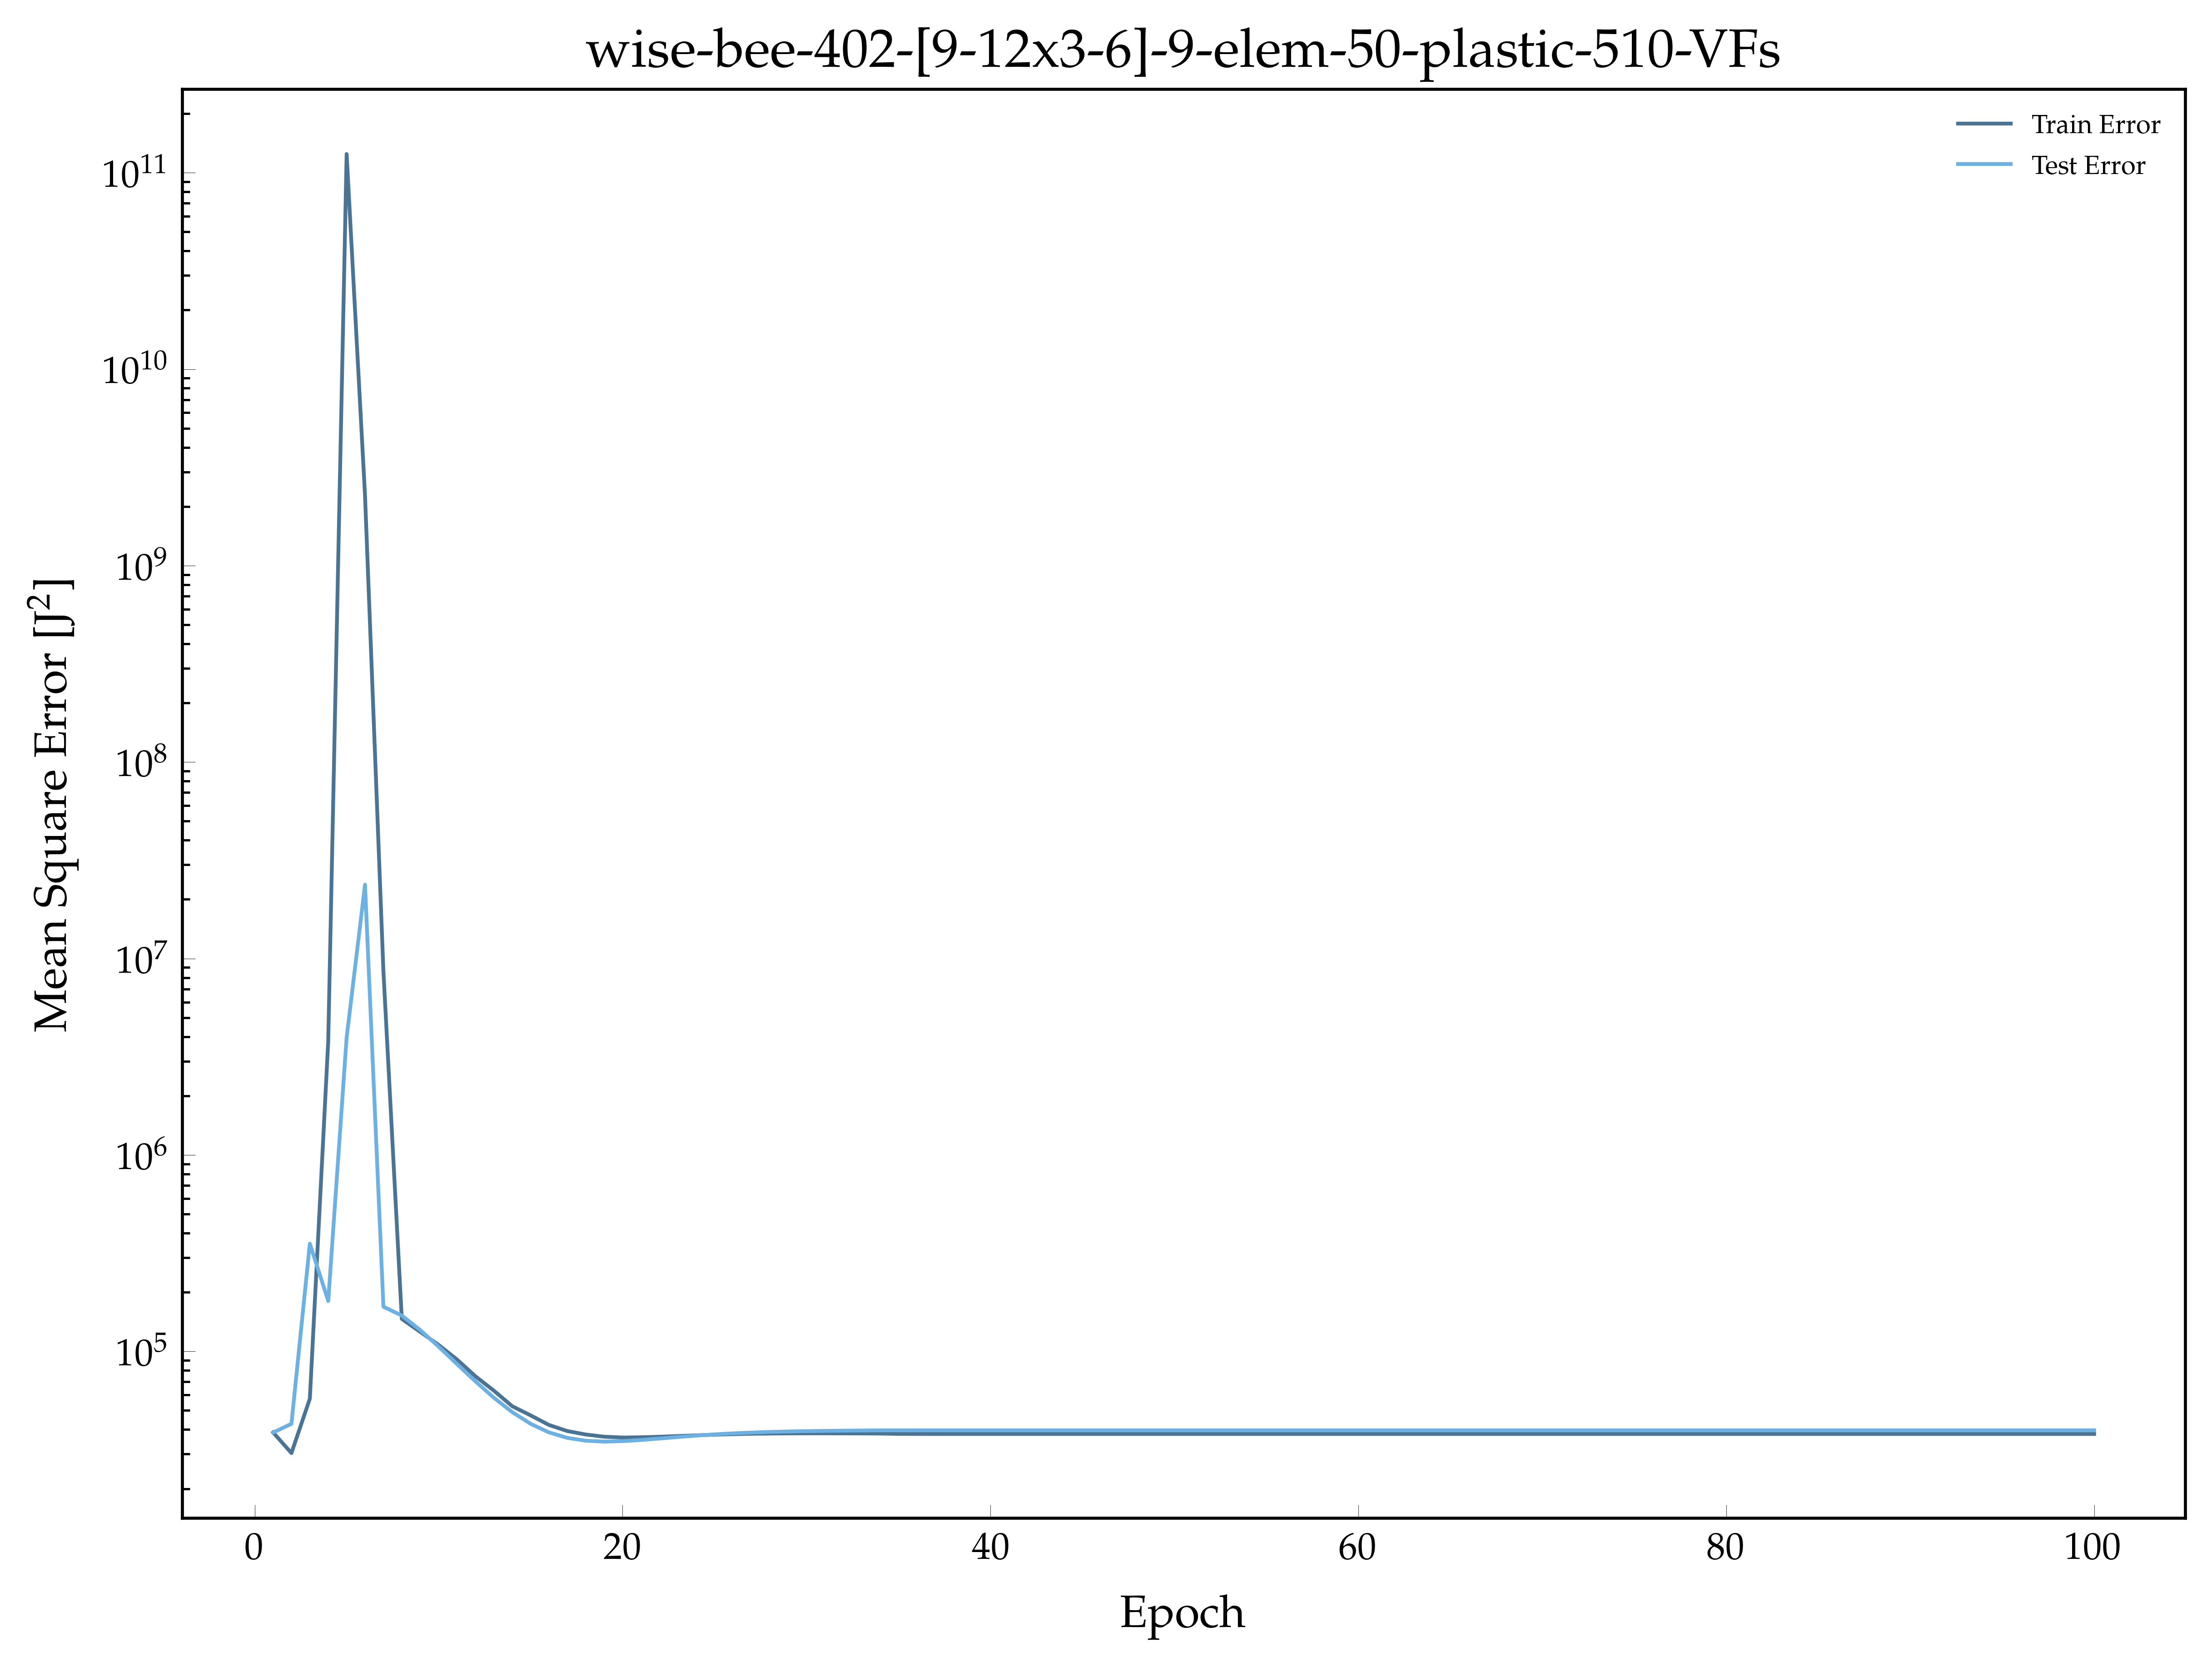 wise-bee-402-[9-12x3-6]-9-elem-50-plastic-510-VFs
Train Error
Test Error
10¹¹
10¹⁰
10⁹
10⁸
10⁷
10⁶
10⁵
Mean Square Error [J²]
0 20 40 60 80 100
Epoch